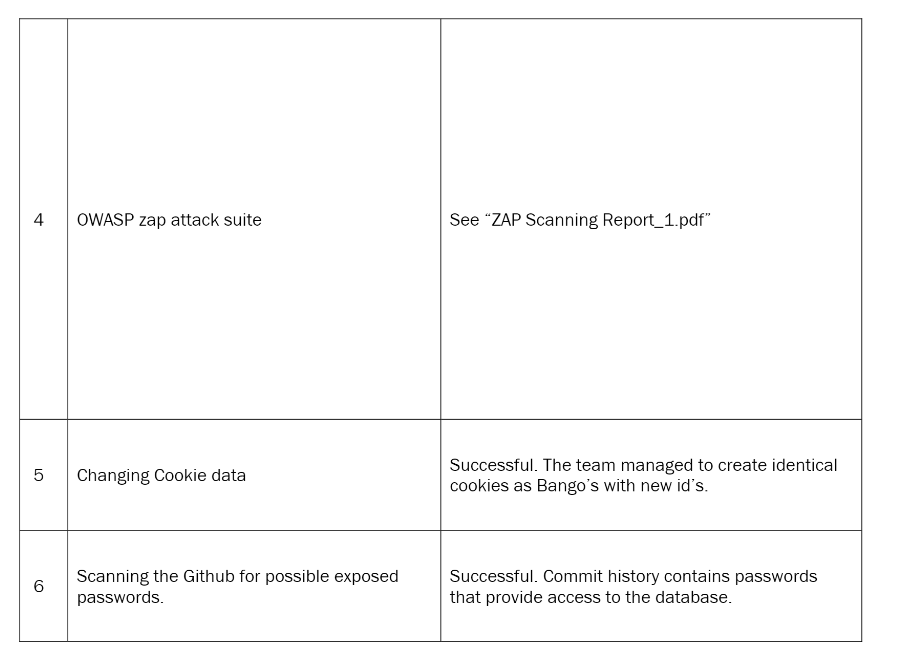 4
OWASP zap attack suite
See “ZAP Scanning Report_1.pdf”
5
Changing Cookie data
Successful. The team managed to create identical
cookies as Bango’s with new id’s.
6
Scanning the Github for possible exposed
passwords.
Successful. Commit history contains passwords
that provide access to the database.